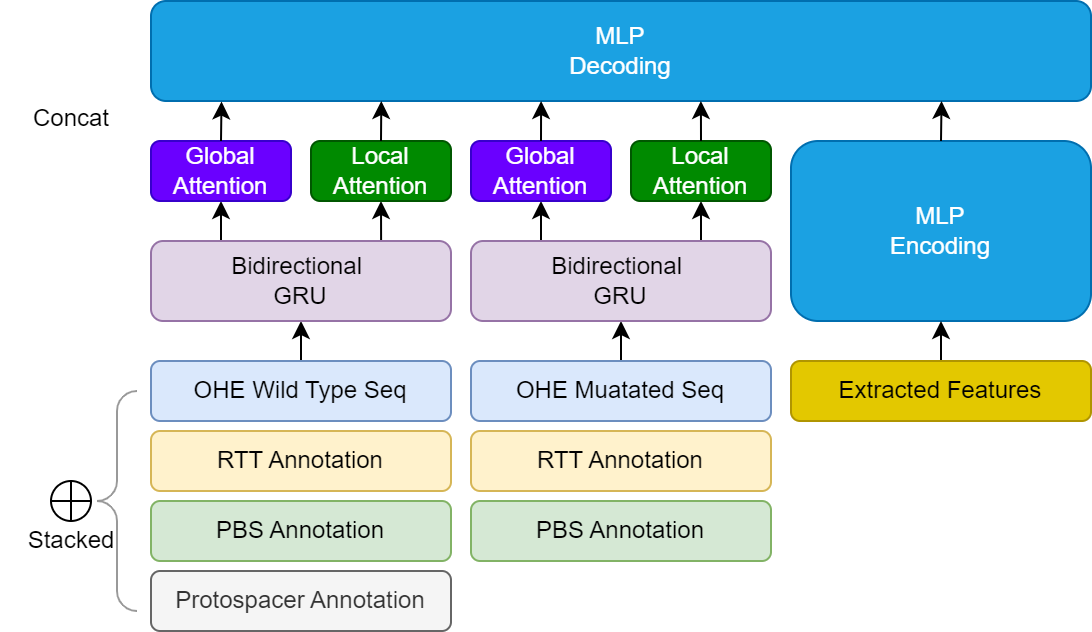 MLP
Decoding
Concat
Global
Attention
Local
Attention
Global
Attention
Local
Attention
MLP
Encoding
Bidirectional
GRU
Bidirectional
GRU
OHE Wild Type Seq
OHE Muatated Seq
Extracted Features
RTT Annotation
RTT Annotation
PBS Annotation
PBS Annotation
Stacked
Protospacer Annotation